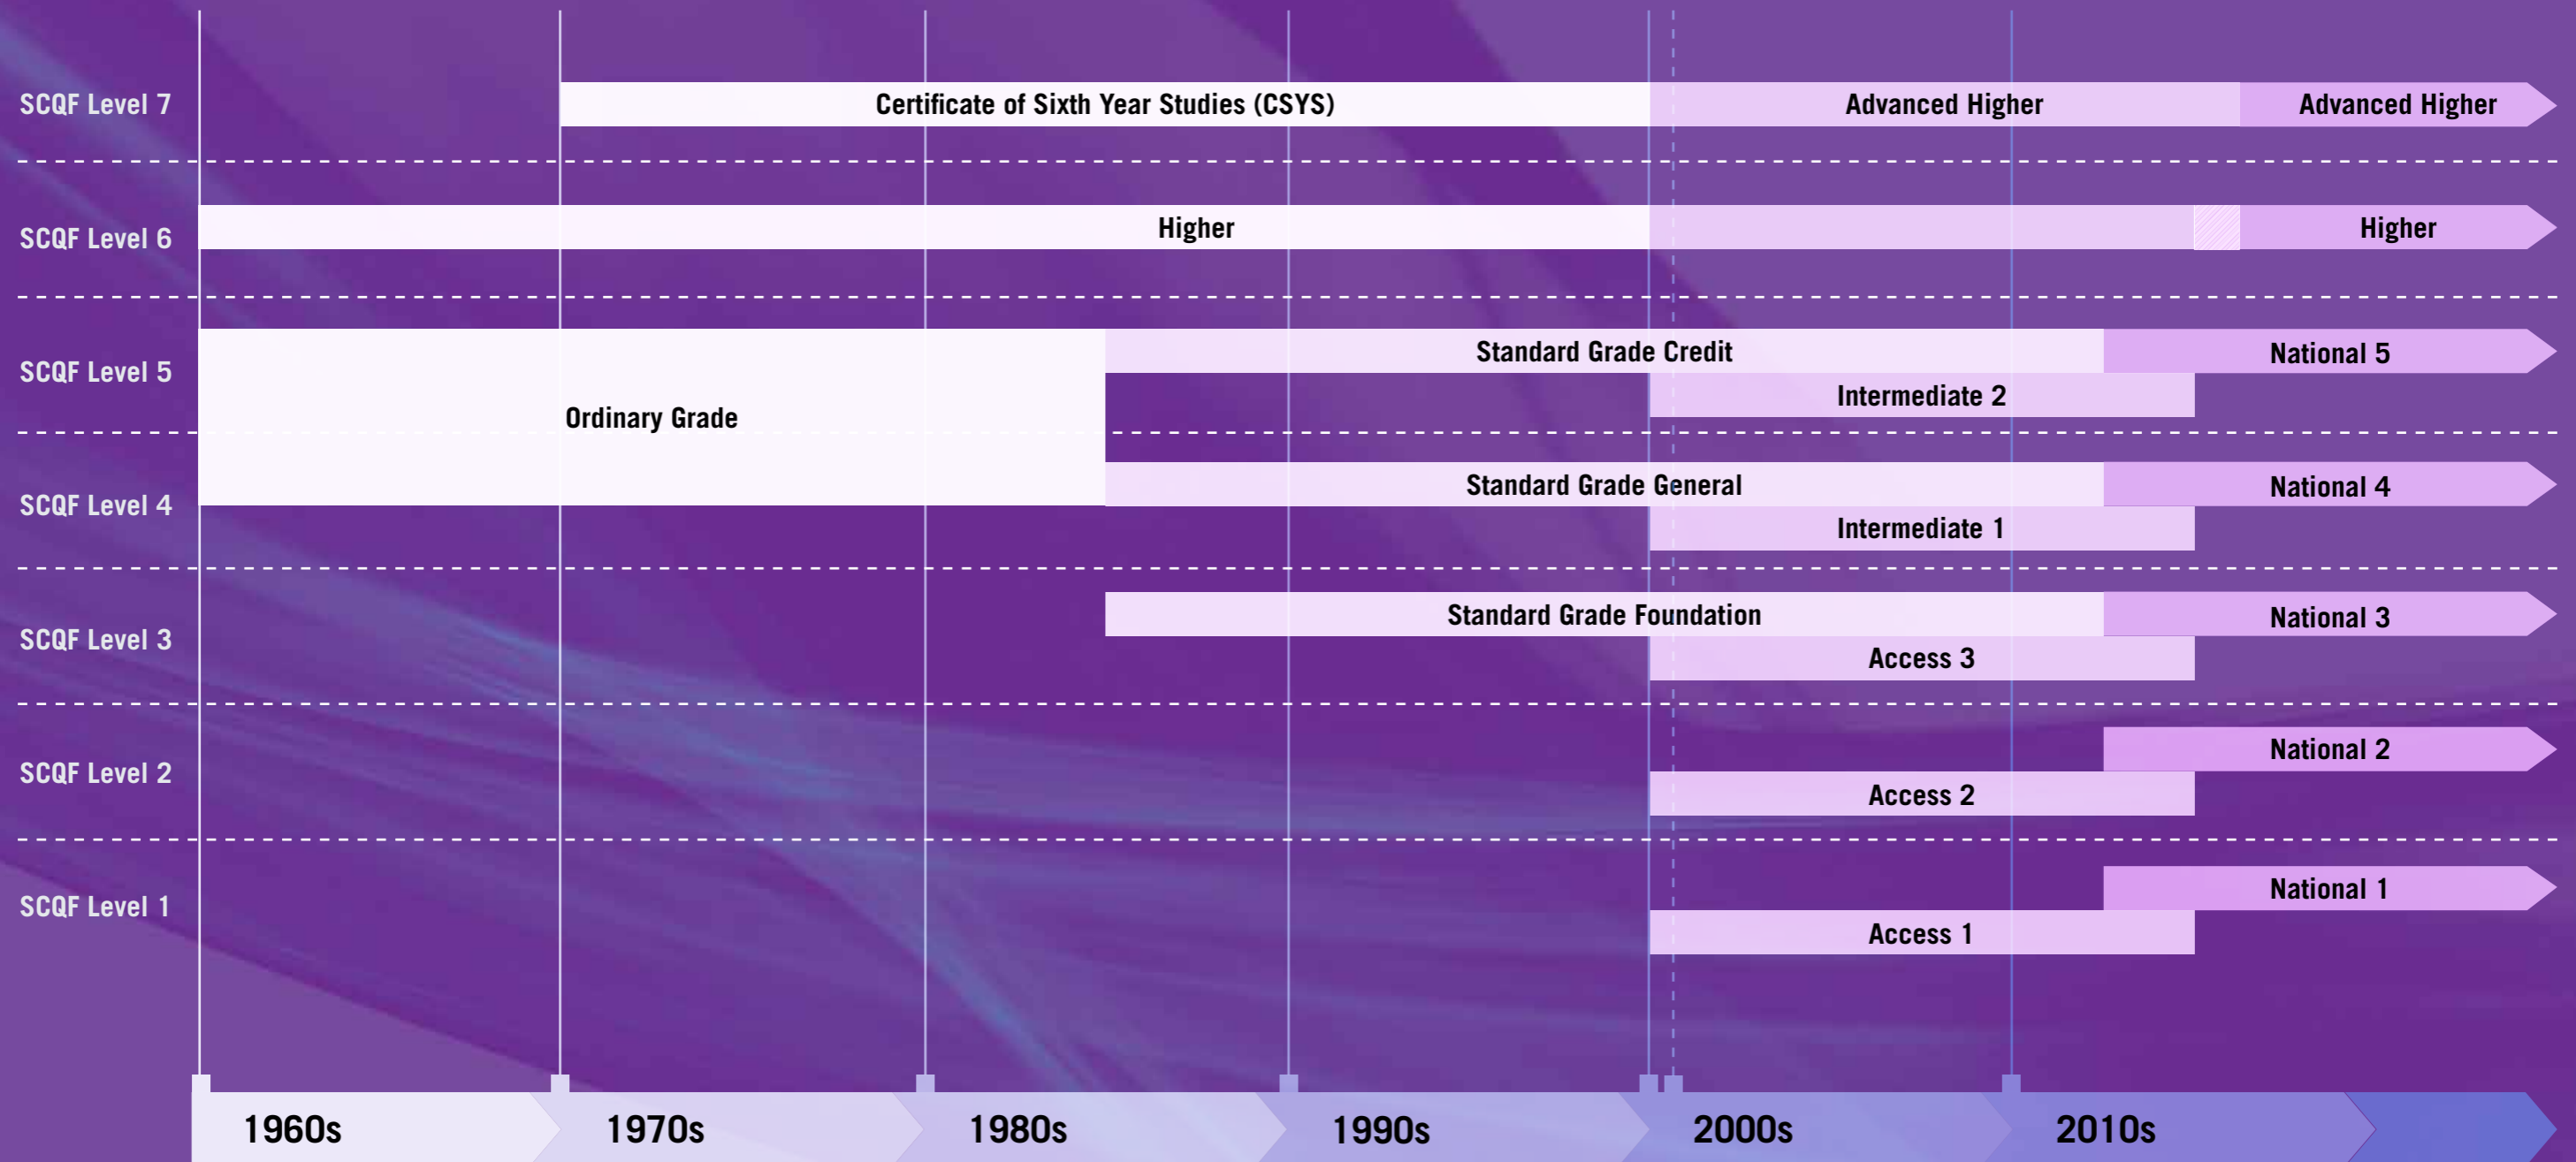 SCQF Level 7
Certificate of Sixth Year Studies (CSYS)
Advanced Higher
Advanced Higher
SCQF Level 6
Higher
Higher
SCQF Level 5
Ordinary Grade
Standard Grade Credit
National 5
Intermediate 2
SCQF Level 4
Standard Grade General
National 4
Intermediate 1
SCQF Level 3
Standard Grade Foundation
National 3
Access 3
SCQF Level 2
National 2
Access 2
SCQF Level 1
National 1
Access 1
1960s
1970s
1980s
1990s
2000s
2010s